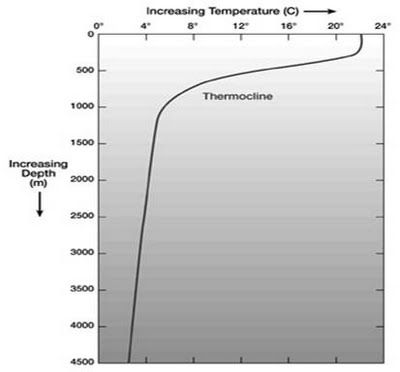 Increasing Temperature (C)
0° 4° 8° 12° 16° 20° 24°
0
500
Thermocline
1000
1500
Increasing
Depth
(m)
2000
2500
3000
3500
4000
4500